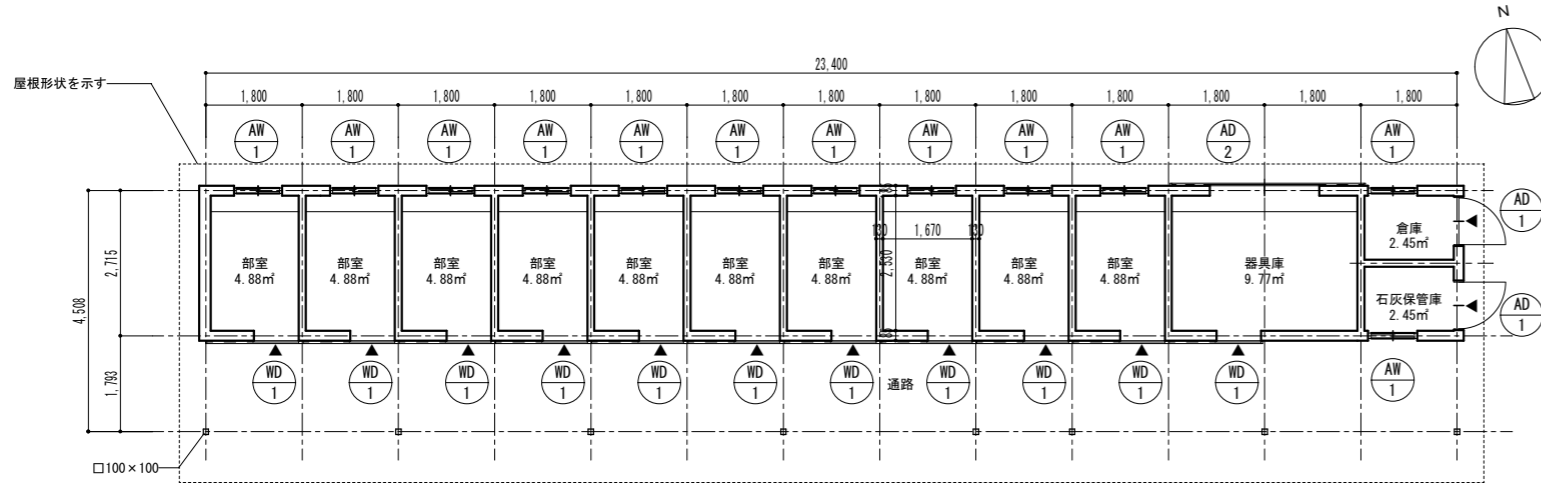 N
屋根形状を示す
23,400
1,800 1,800 1,800 1,800 1,800 1,800 1,800 1,800 1,800 1,800 1,800 1,800 1,800
AW AW AW AW AW AW AW AW AW AW AD AW
1 1 1 1 1 1 1 1 1 1 2 1
185
AD
1
130 1,670 130
倉庫
2.45㎡
4,508
2,715
2,530
部室 部室 部室 部室 部室 部室 部室 部室 部室 部室 器具庫
4.88㎡ 4.88㎡ 4.88㎡ 4.88㎡ 4.88㎡ 4.88㎡ 4.88㎡ 4.88㎡ 4.88㎡ 4.88㎡ 9.77㎡
石灰保管庫
2.45㎡
AD
1
185
1,793
WD WD WD WD WD WD WD WD WD WD WD AW
1 1 1 1 1 1 1 1 1 1 1 1
通路
□100×100